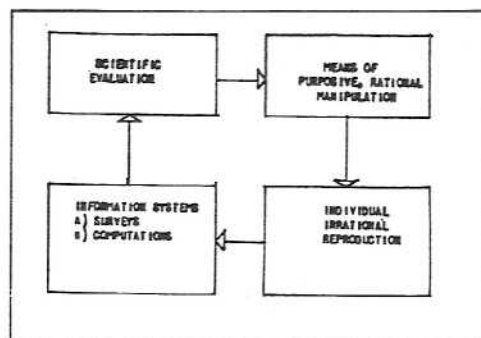 SCIENTIFIC
EVALUATION
MEANS OF
PURPOSIVE, RATIONAL
MANIPULATION
INFORMATION SYSTEMS
A) SURVEYS
B) COMPUTATIONS
INDIVIDUAL
IRRATIONAL
REPRODUCTION